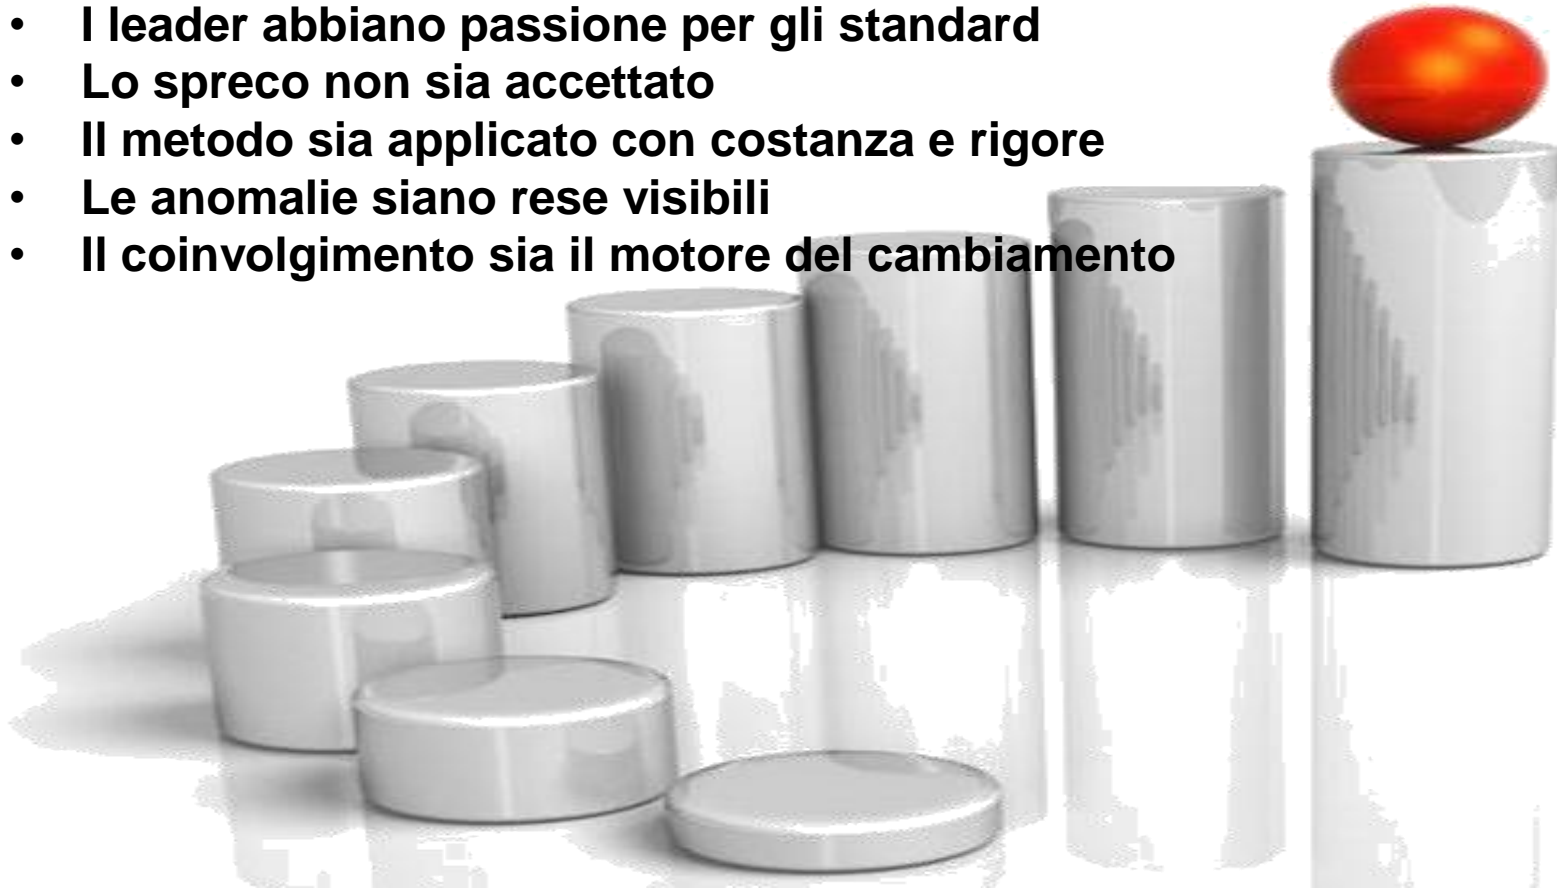 • I leader abbiano passione per gli standard
• Lo spreco non sia accettato
• Il metodo sia applicato con costanza e rigore
• Le anomalie siano rese visibili
• Il coinvolgimento sia il motore del cambiamento